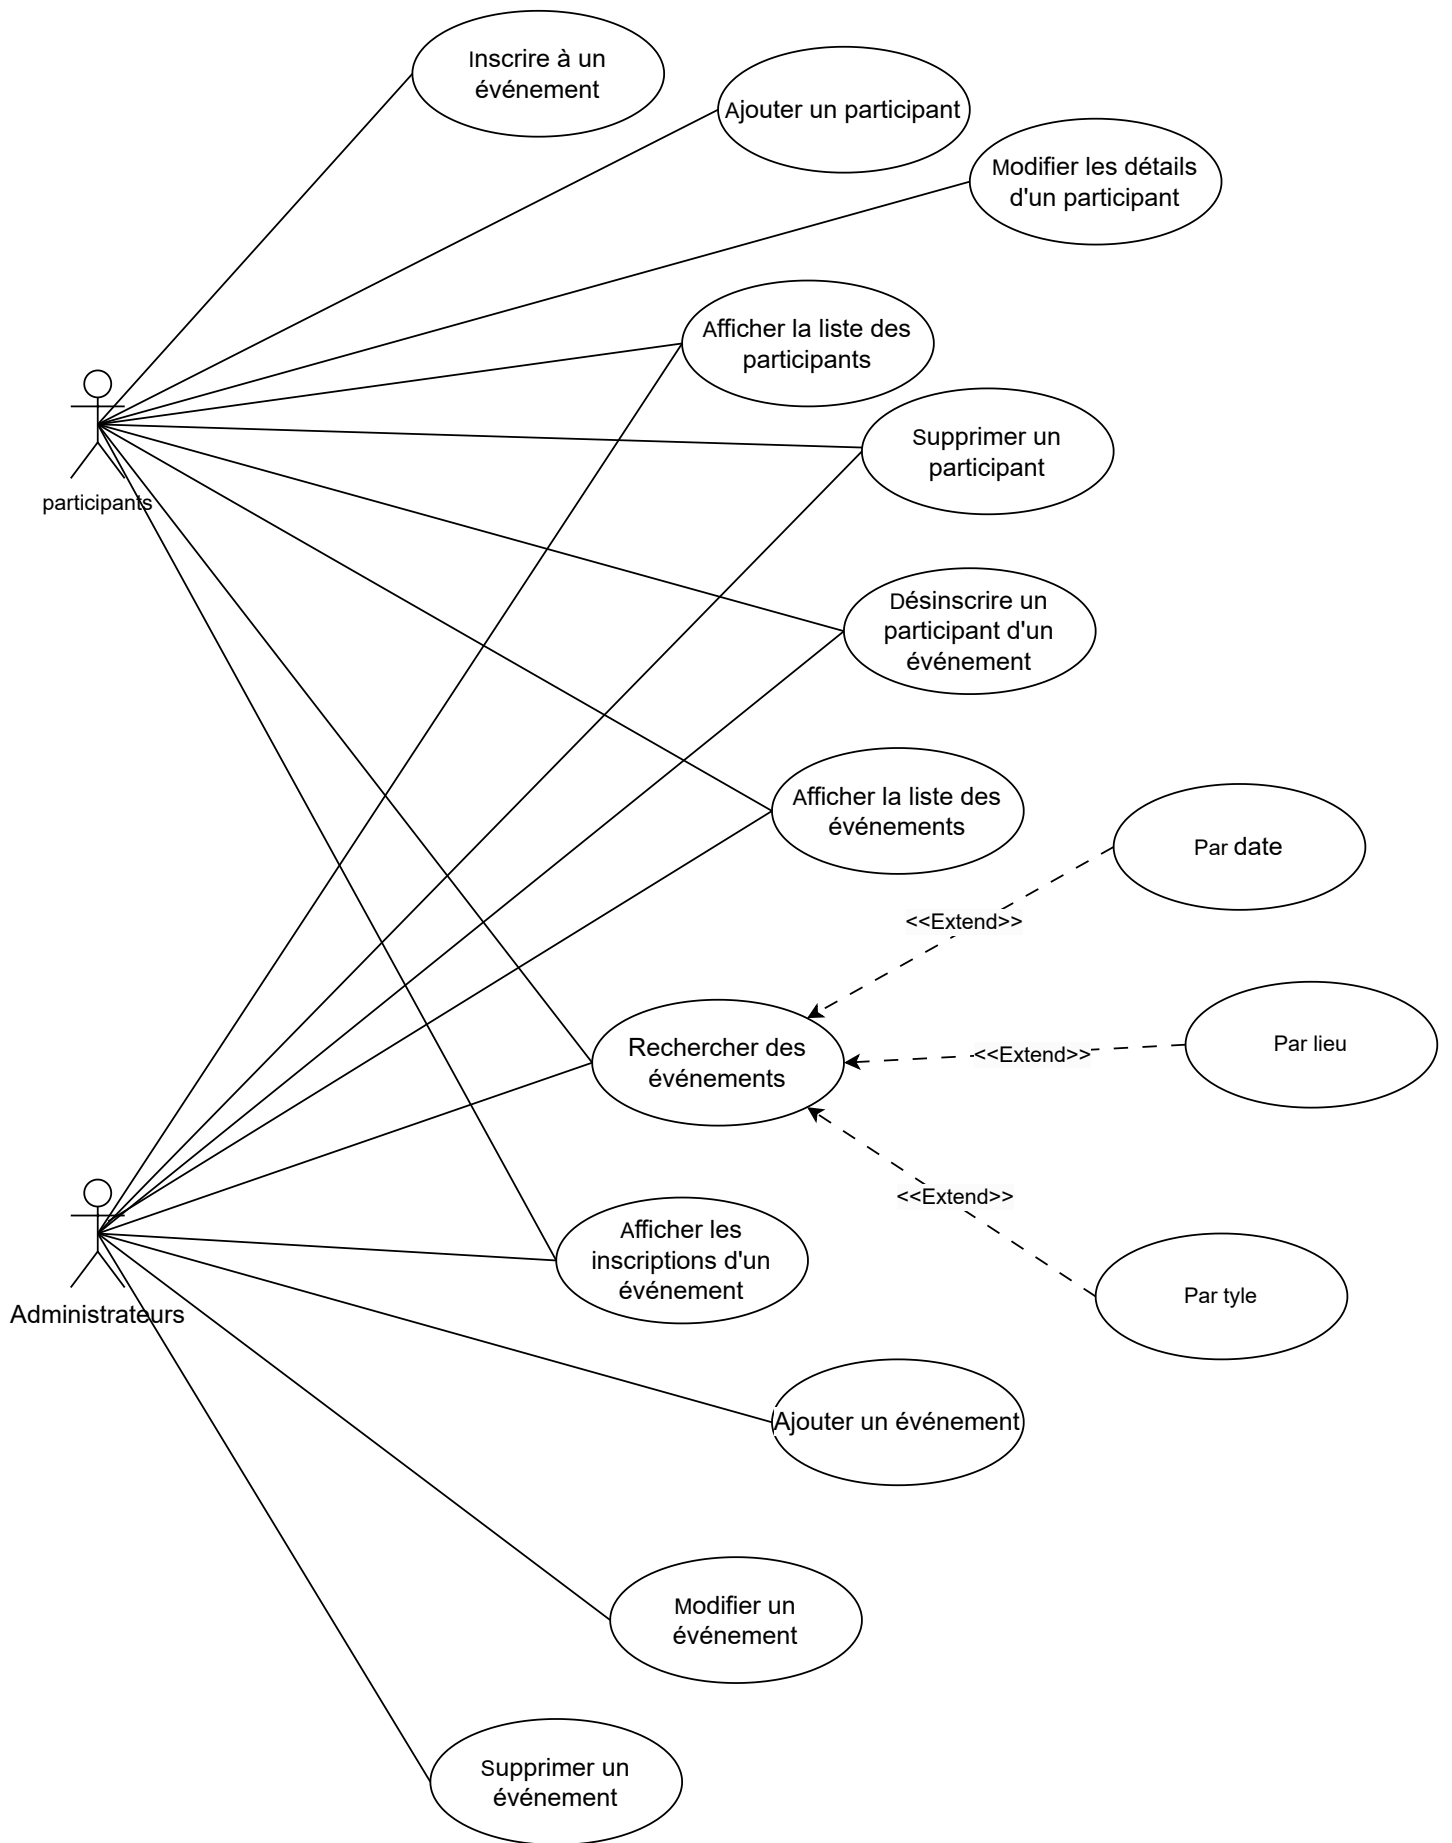 Inscrire à un
événement
Ajouter un participant
Modifier les détails
d'un participant
Afficher la liste des
participants
participants
Supprimer un
participant
Désinscrire un
participant d'un
événement
Afficher la liste des
événements
Par date
<<Extend>>
Rechercher des
événements
<<Extend>>
Par lieu
<<Extend>>
Par tyle
Administrateurs
Afficher les
inscriptions d'un
événement
Ajouter un événement
Modifier un
événement
Supprimer un
événement